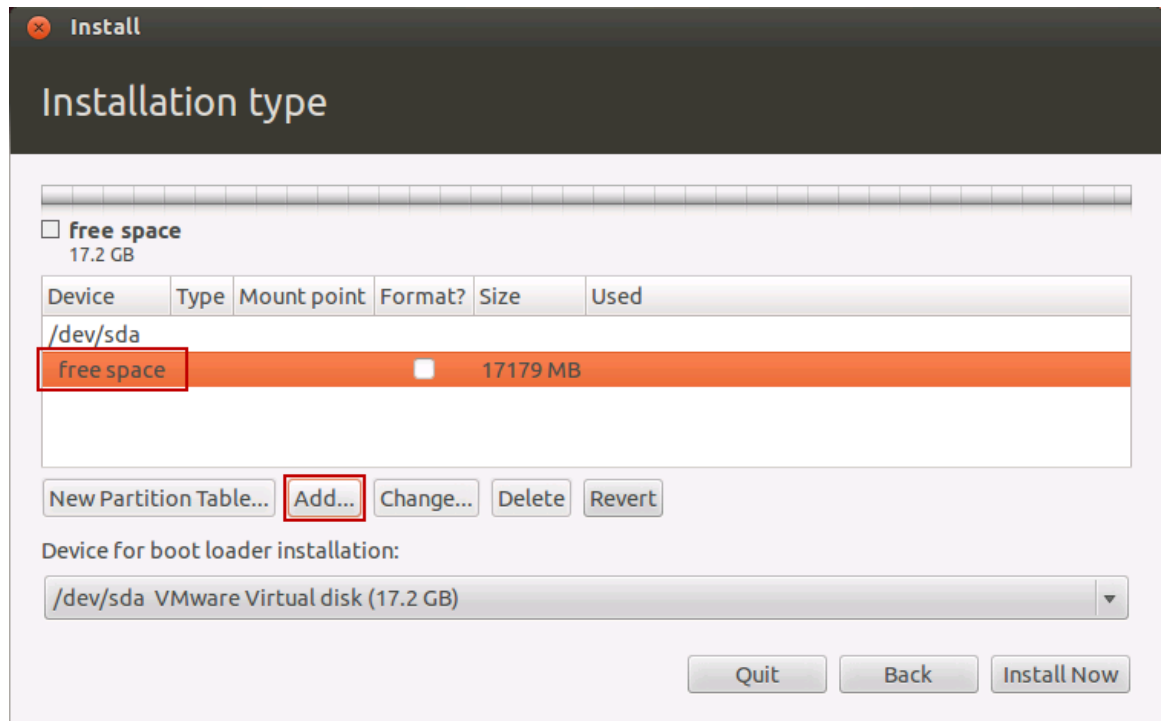 Install
Installation type
free space
17.2 GB
Device Type Mount point Format? Size Used
/dev/sda
free space 17179 MB
New Partition Table... Add... Change... Delete Revert
Device for boot loader installation:
/dev/sda VMware Virtual disk (17.2 GB)
Quit Back Install Now